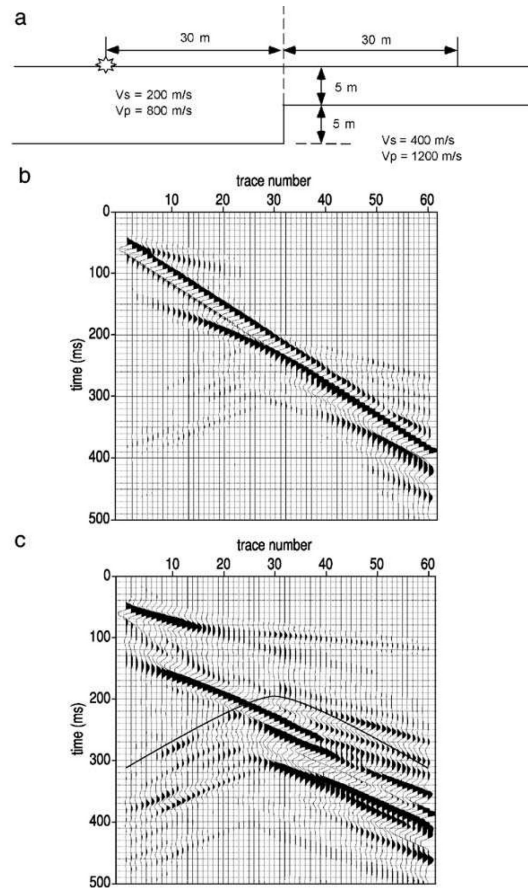 a
30 m 30 m
Vs = 200 m/s
Vp = 800 m/s
5 m
5 m
Vs = 400 m/s
Vp = 1200 m/s
b
trace number
10 20 30 40 50 60
0
100
200
300
400
500
time (ms)
c
trace number
10 20 30 40 50 60
0
100
200
300
400
500
time (ms)